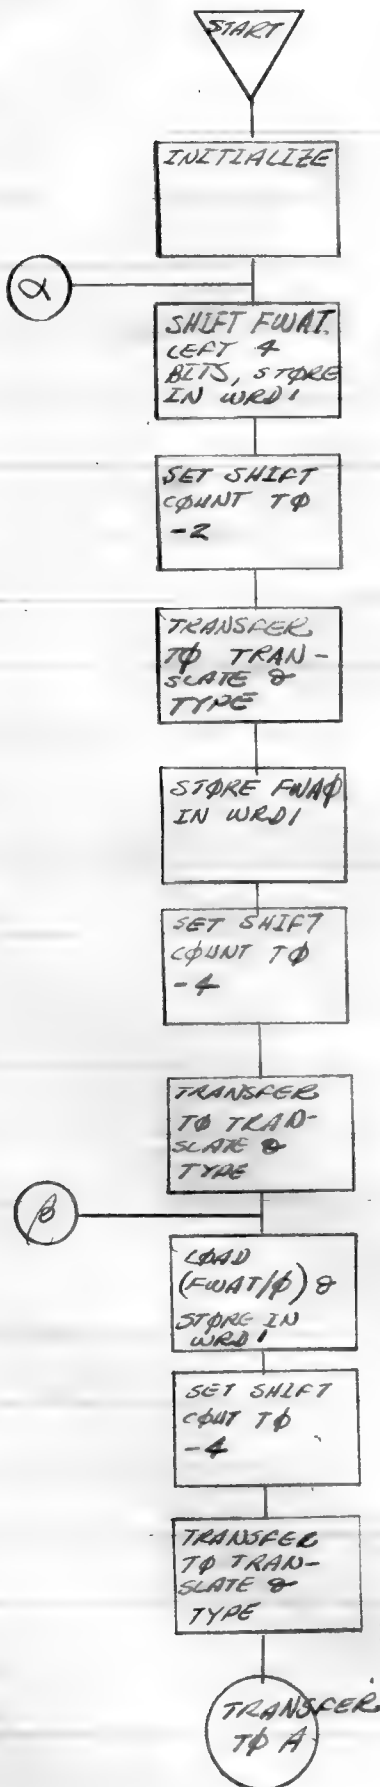 START
INITIALIZE
α
SHIFT FWAT
LEFT 4
BITS, STØRE
IN WRD1
SET SHIFT
CØUNT TØ
-2
TRANSFER
TØ TRAN-
SLATE &
TYPE
STØRE FWAØ
IN WRD1
SET SHIFT
CØUNT TØ
-4
TRANSFER
TØ TRAD-
SLATE &
TYPE
β
LØAD
(FWAT/Ø) &
STØRE IN
WRD1
SET SHIFT
CØUT TØ
-4
TRANSFER
TØ TRAN-
SLATE &
TYPE
TRANSFER
TØ A